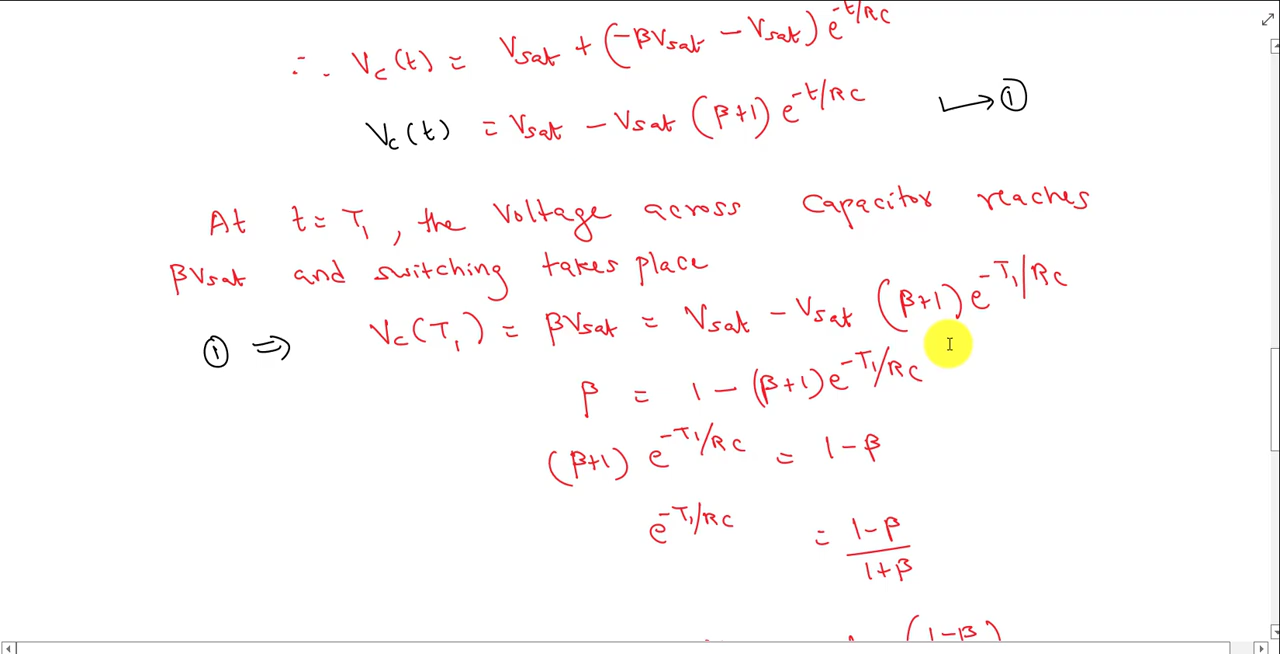 ∴ Vc(t) = Vsat + (-βVsat - Vsat) e^-t/RC
Vc(t) = Vsat - Vsat (β+1) e^-t/RC → ①
At t = T1, the Voltage across Capacitor reaches
βVsat and switching takes place
① ⇒ Vc(T1) = βVsat = Vsat - Vsat (β+1) e^-T1/RC
β = 1 - (β+1) e^-T1/RC
(β+1) e^-T1/RC = 1-β
e^-T1/RC = 1-β / 1+β
(1-β)